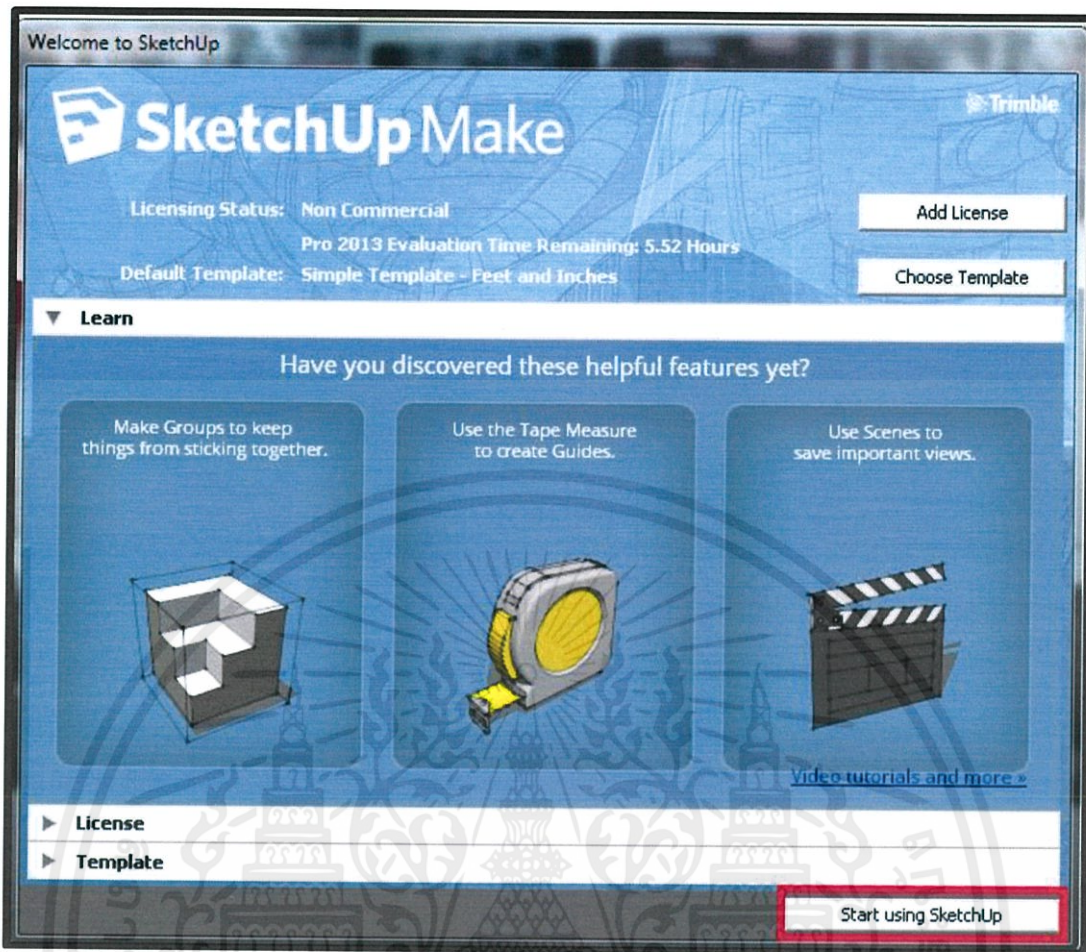 Welcome to SketchUp
SketchUp Make
Trimble
Licensing Status: Non Commercial
Add License
Pro 2013 Evaluation Time Remaining: 5.52 Hours
Default Template: Simple Template - Feet and Inches
Choose Template
▼ Learn
Have you discovered these helpful features yet?
Make Groups to keep
things from sticking together.
Use the Tape Measure
to create Guides.
Use Scenes to
save important views.
Video tutorials and more »
► License
► Template
Start using SketchUp